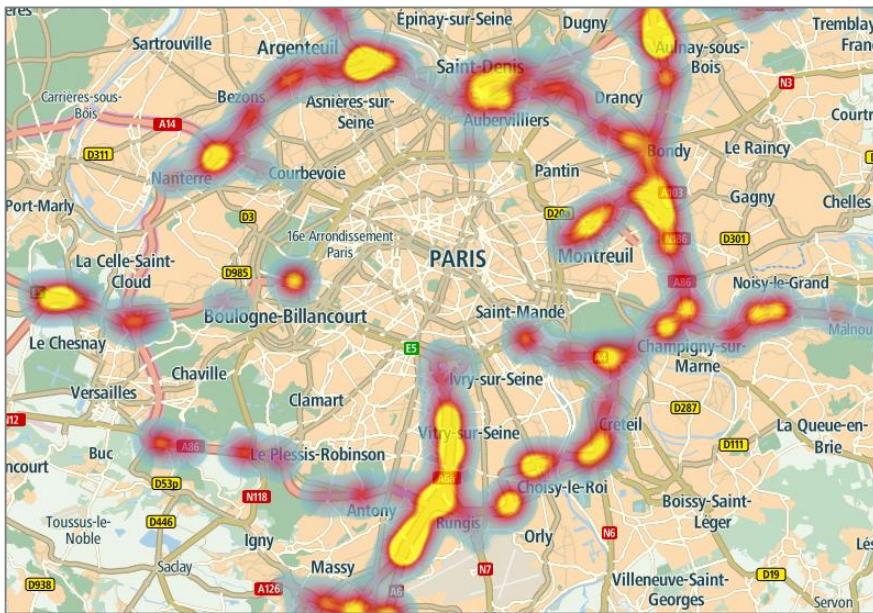 Épinay-sur-Seine
Dugny
Tremblay
Franc
Sartrouville
Argenteuil
Aulnay-sous-
Bois
Saint-Denis
N3
Carrières-sous-
Bois
Bezons
Asnières-sur-
Seine
Drancy
Aubervilliers
Courtr
A14
D311
Bondy
Le Raincy
Nanterre
Courbevoie
Pantin
A103
Gagny
Chelles
Port-Marly
D3
D20a
16e Arrondissement
Paris
N186
D301
Montreuil
PARIS
La Celle-Saint-
Cloud
D985
A86
Noisy-le-Grand
Boulogne-Billancourt
Saint-Mandé
Malnou
Le Chesnay
E5
A4
Champigny-sur-
Marne
Chaville
Ivry-sur-Seine
Versailles
Clamart
D287
N12
Créteil
La Queue-en-
Brie
Vitry-sur-Seine
D111
Buc
A86
Le Plessis-Robinson
ncourt
D53p
A6a
Choisy-le-Roi
N118
Antony
Rungis
Boissy-Saint-
Léger
Toussus-le-
Noble
D446
Igny
Orly
N6
Lés
Saclay
Massy
N7
D938
A126
A6
Villeneuve-Saint-
Georges
D19
Servon